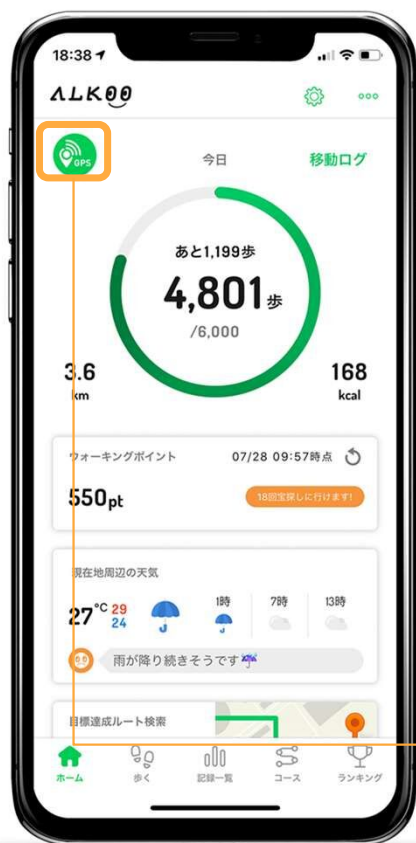 18:38
ALKOO
GPS
今日
移動ログ
あと1,199歩
4,801歩
/6,000
3.6
km
168
kcal
ウォーキングポイント
07/28 09:57時点
550pt
18回宝探しに行けます!
現在地周辺の天気
27°C
29
24
1時
7時
13時
雨が降り続きそうです
目標達成ルート検索
ホーム
歩く
記録一覧
コース
ランキング